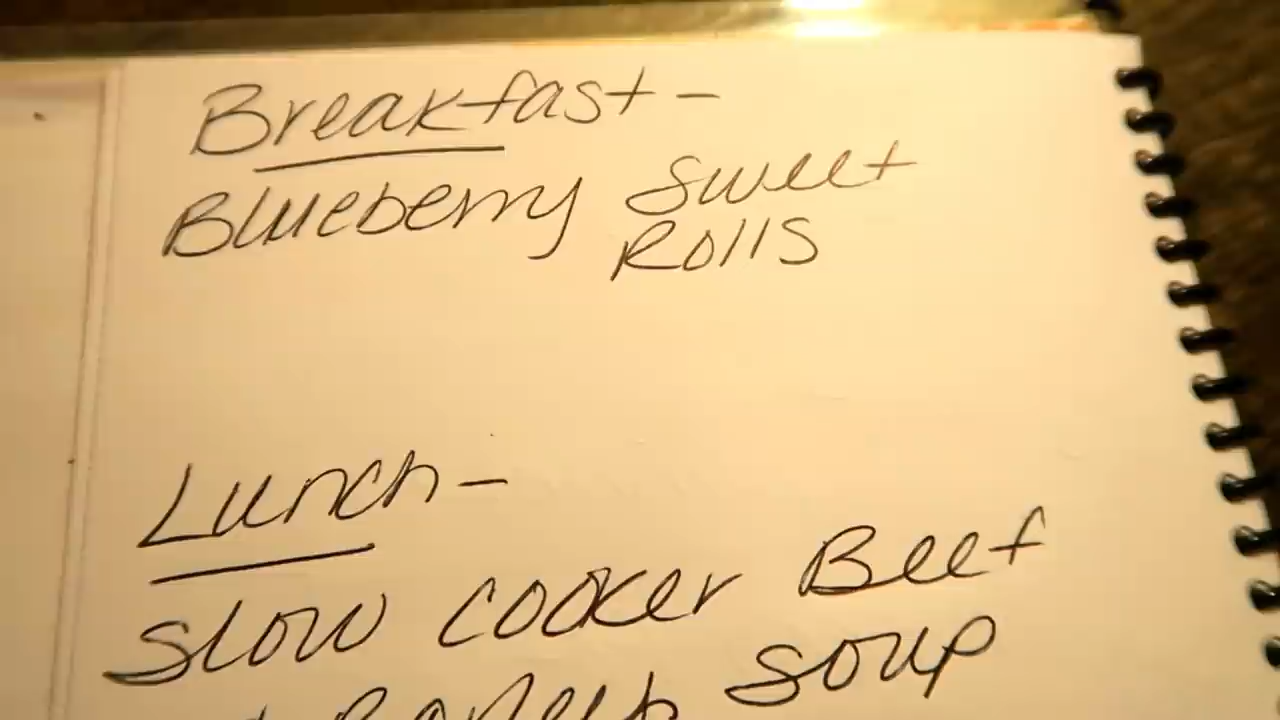 Breakfast -
Blueberry Sweet
Rolls
Lunch -
Slow Cooker Beef
Soup